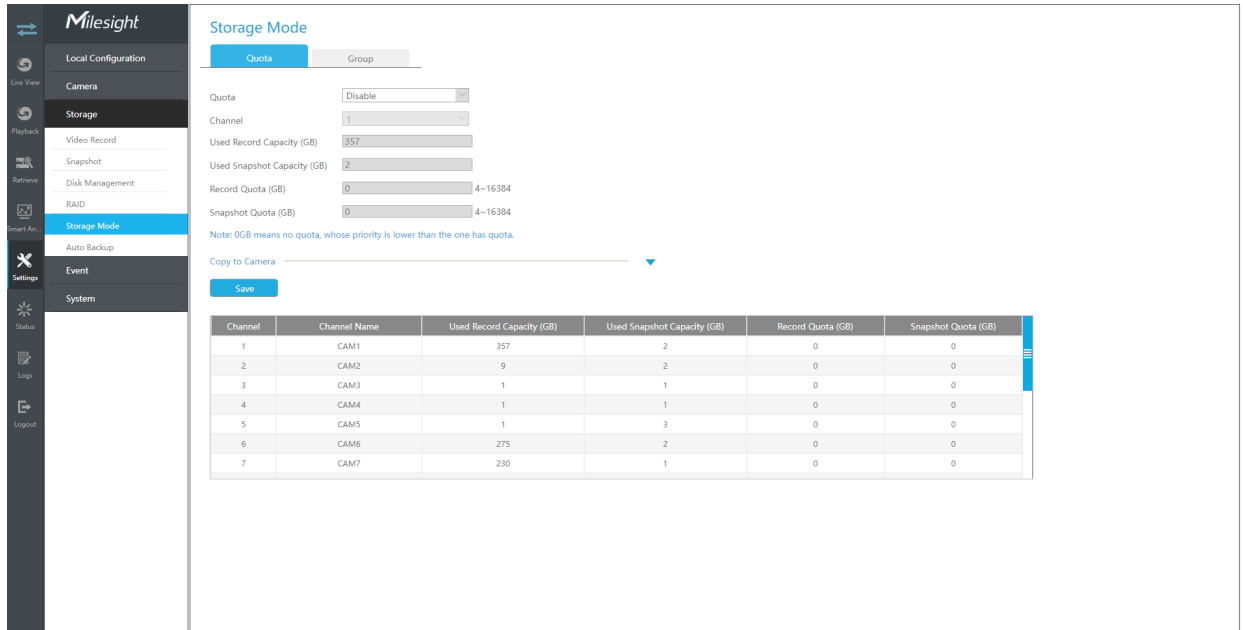 Milesight
Live View
Playback
Retrieve
Smart An...
Settings
Status
Logs
Logout
Local Configuration
Camera
Storage
Video Record
Snapshot
Disk Management
RAID
Storage Mode
Auto Backup
Event
System
Storage Mode
Quota Group
Quota Disable
Channel 1
Used Record Capacity (GB) 357
Used Snapshot Capacity (GB) 2
Record Quota (GB) 0 4~16384
Snapshot Quota (GB) 0 4~16384
Note: 0GB means no quota, whose priority is lower than the one has quota.
Copy to Camera
Save
Channel Channel Name Used Record Capacity (GB) Used Snapshot Capacity (GB) Record Quota (GB) Snapshot Quota (GB)
1 CAM1 357 2 0 0
2 CAM2 9 2 0 0
3 CAM3 1 1 0 0
4 CAM4 1 1 0 0
5 CAM5 1 3 0 0
6 CAM6 275 2 0 0
7 CAM7 230 1 0 0